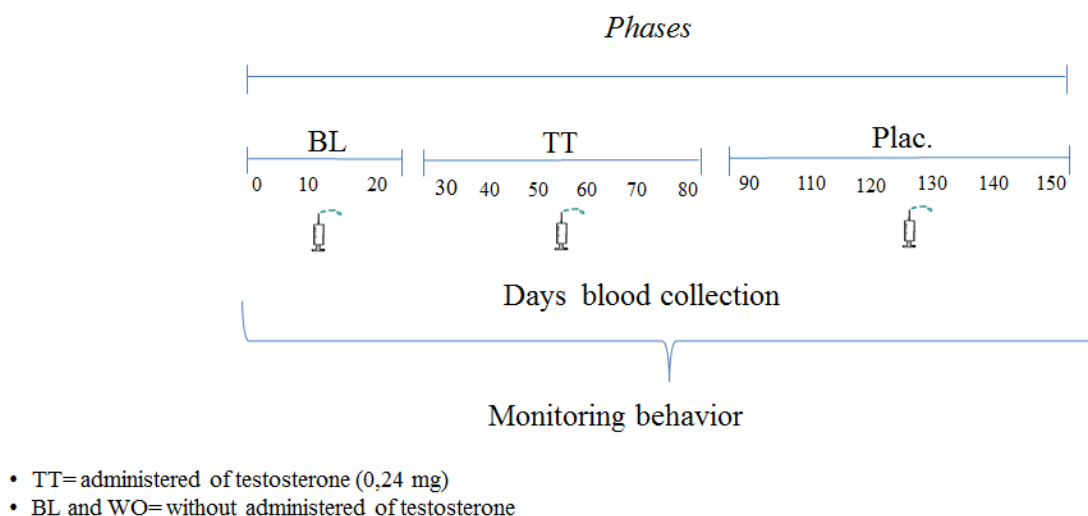 Phases
BL TT Plac.
0 10 20 30 40 50 60 70 80 90 110 120 130 140 150
Days blood collection
Monitoring behavior
• TT= administered of testosterone (0,24 mg)
• BL and WO= without administered of testosterone